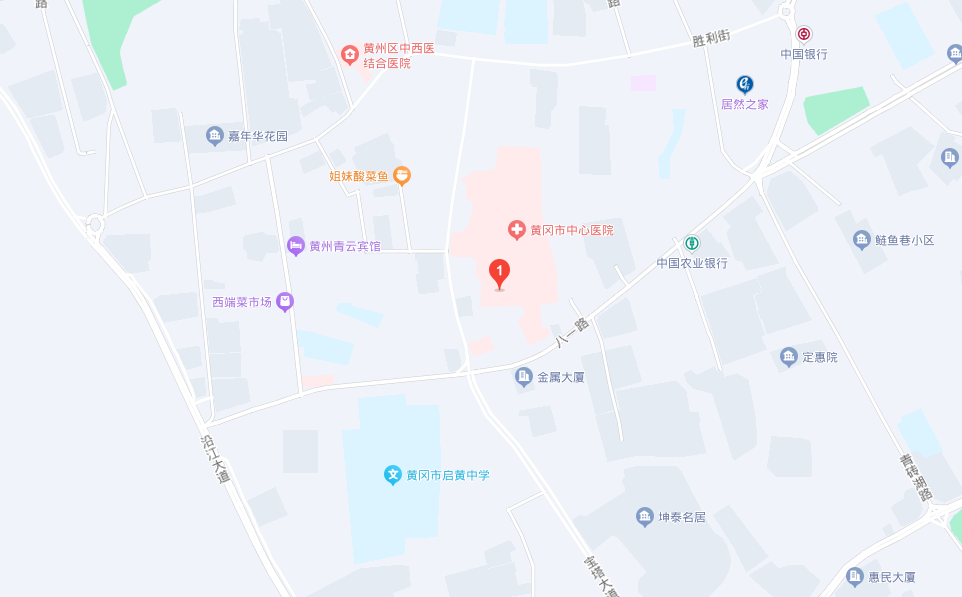 路
路
胜利街
中国银行
黄州区中西医
结合医院
居然之家
嘉年华花园
姐妹酸菜鱼
黄冈市中心医院
鲢鱼巷小区
黄州青云宾馆
中国农业银行
1
西端菜市场
八一路
定惠院
金属大厦
沿江大道
黄冈市启黄中学
青砖湖路
坤泰名居
宝塔大道
惠民大厦